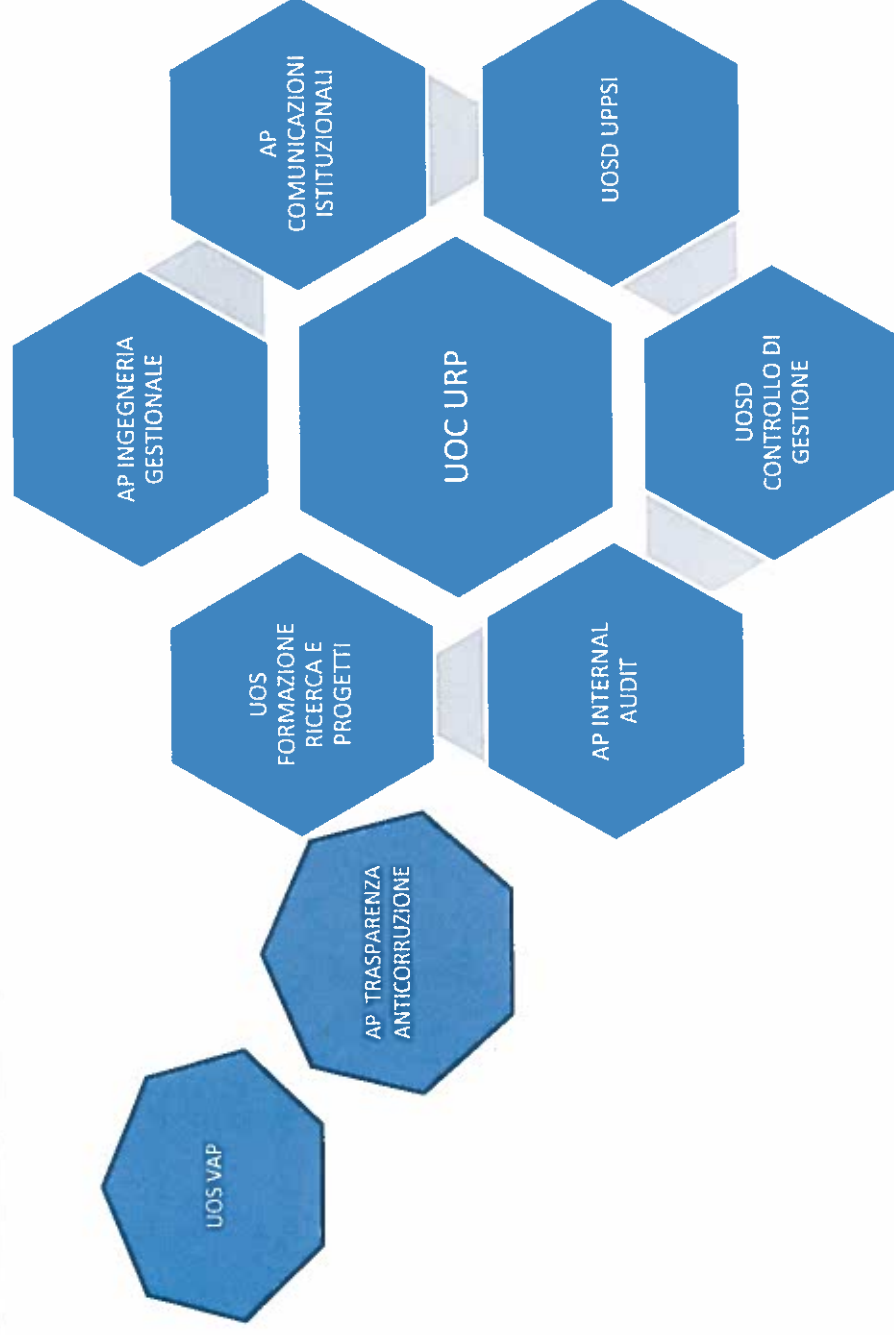 AP INGEGNERIA
GESTIONALE
UOS VAP
UOS
FORMAZIONE
RICERCA E
PROGETTI
AP
COMUNICAZIONI
ISTITUZIONALI
AP TRASPARENZA
ANTICORRUZIONE
UOC URP
AP INTERNAL
AUDIT
UOSD UPPSI
UOSD
CONTROLLO DI
GESTIONE